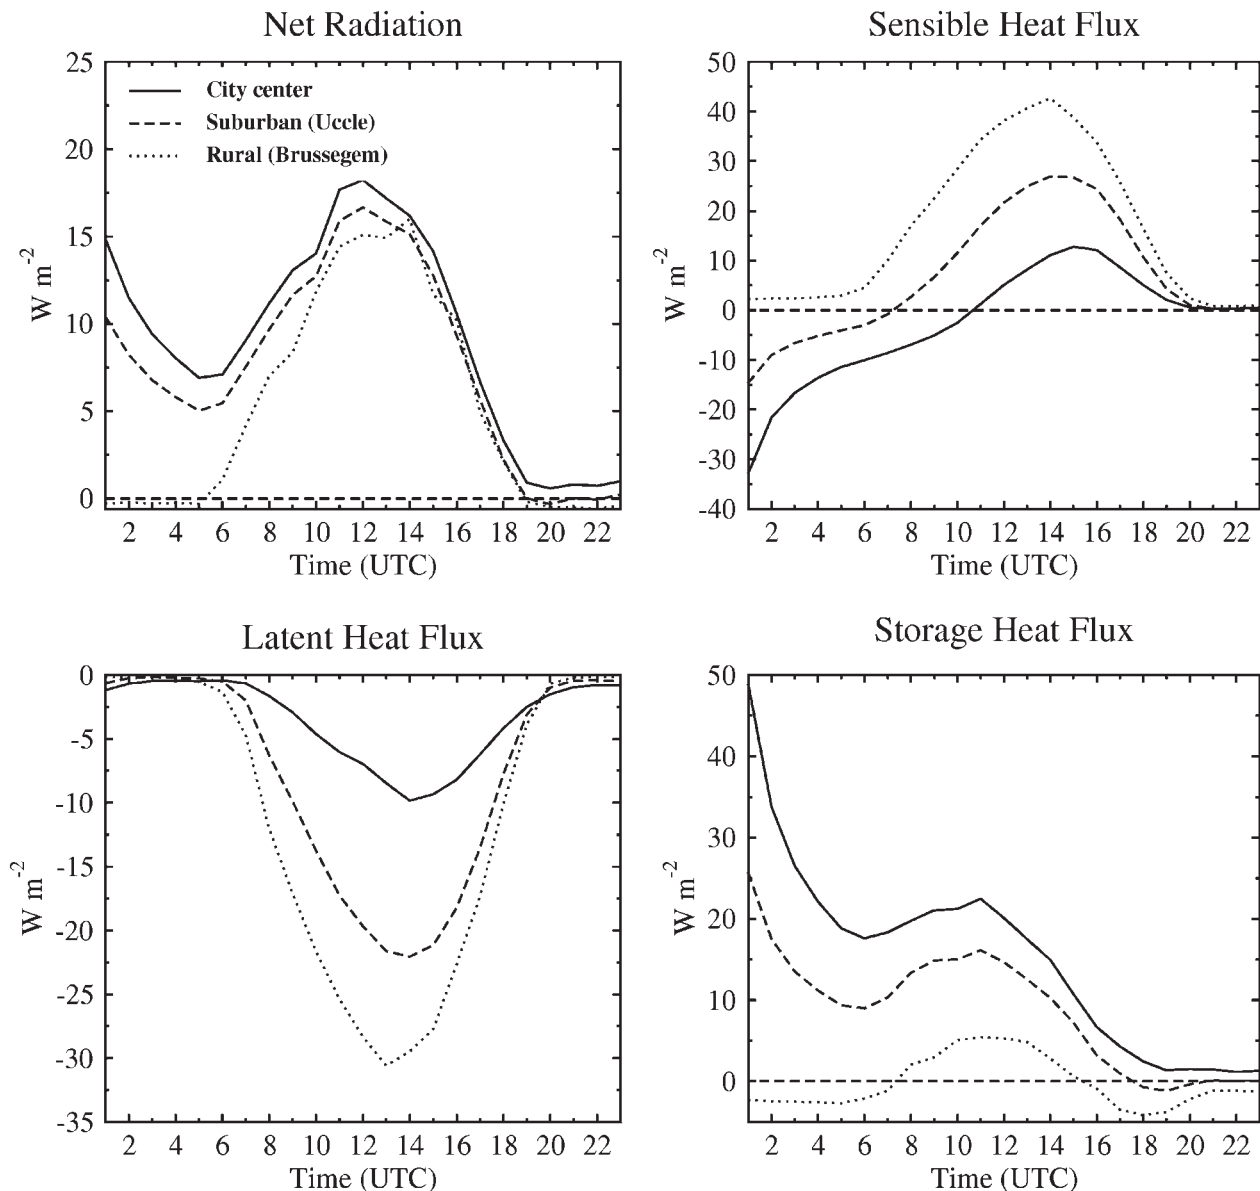 Net Radiation
25
20
15
10
5
0
W m-2
City center
Suburban (Uccle)
Rural (Brussegem)
2 4 6 8 10 12 14 16 18 20 22
Time (UTC)
Sensible Heat Flux
50
40
30
20
10
0
-10
-20
-30
-40
W m-2
2 4 6 8 10 12 14 16 18 20 22
Time (UTC)
Latent Heat Flux
0
-5
-10
-15
-20
-25
-30
-35
W m-2
2 4 6 8 10 12 14 16 18 20 22
Time (UTC)
Storage Heat Flux
50
40
30
20
10
0
W m-2
2 4 6 8 10 12 14 16 18 20 22
Time (UTC)